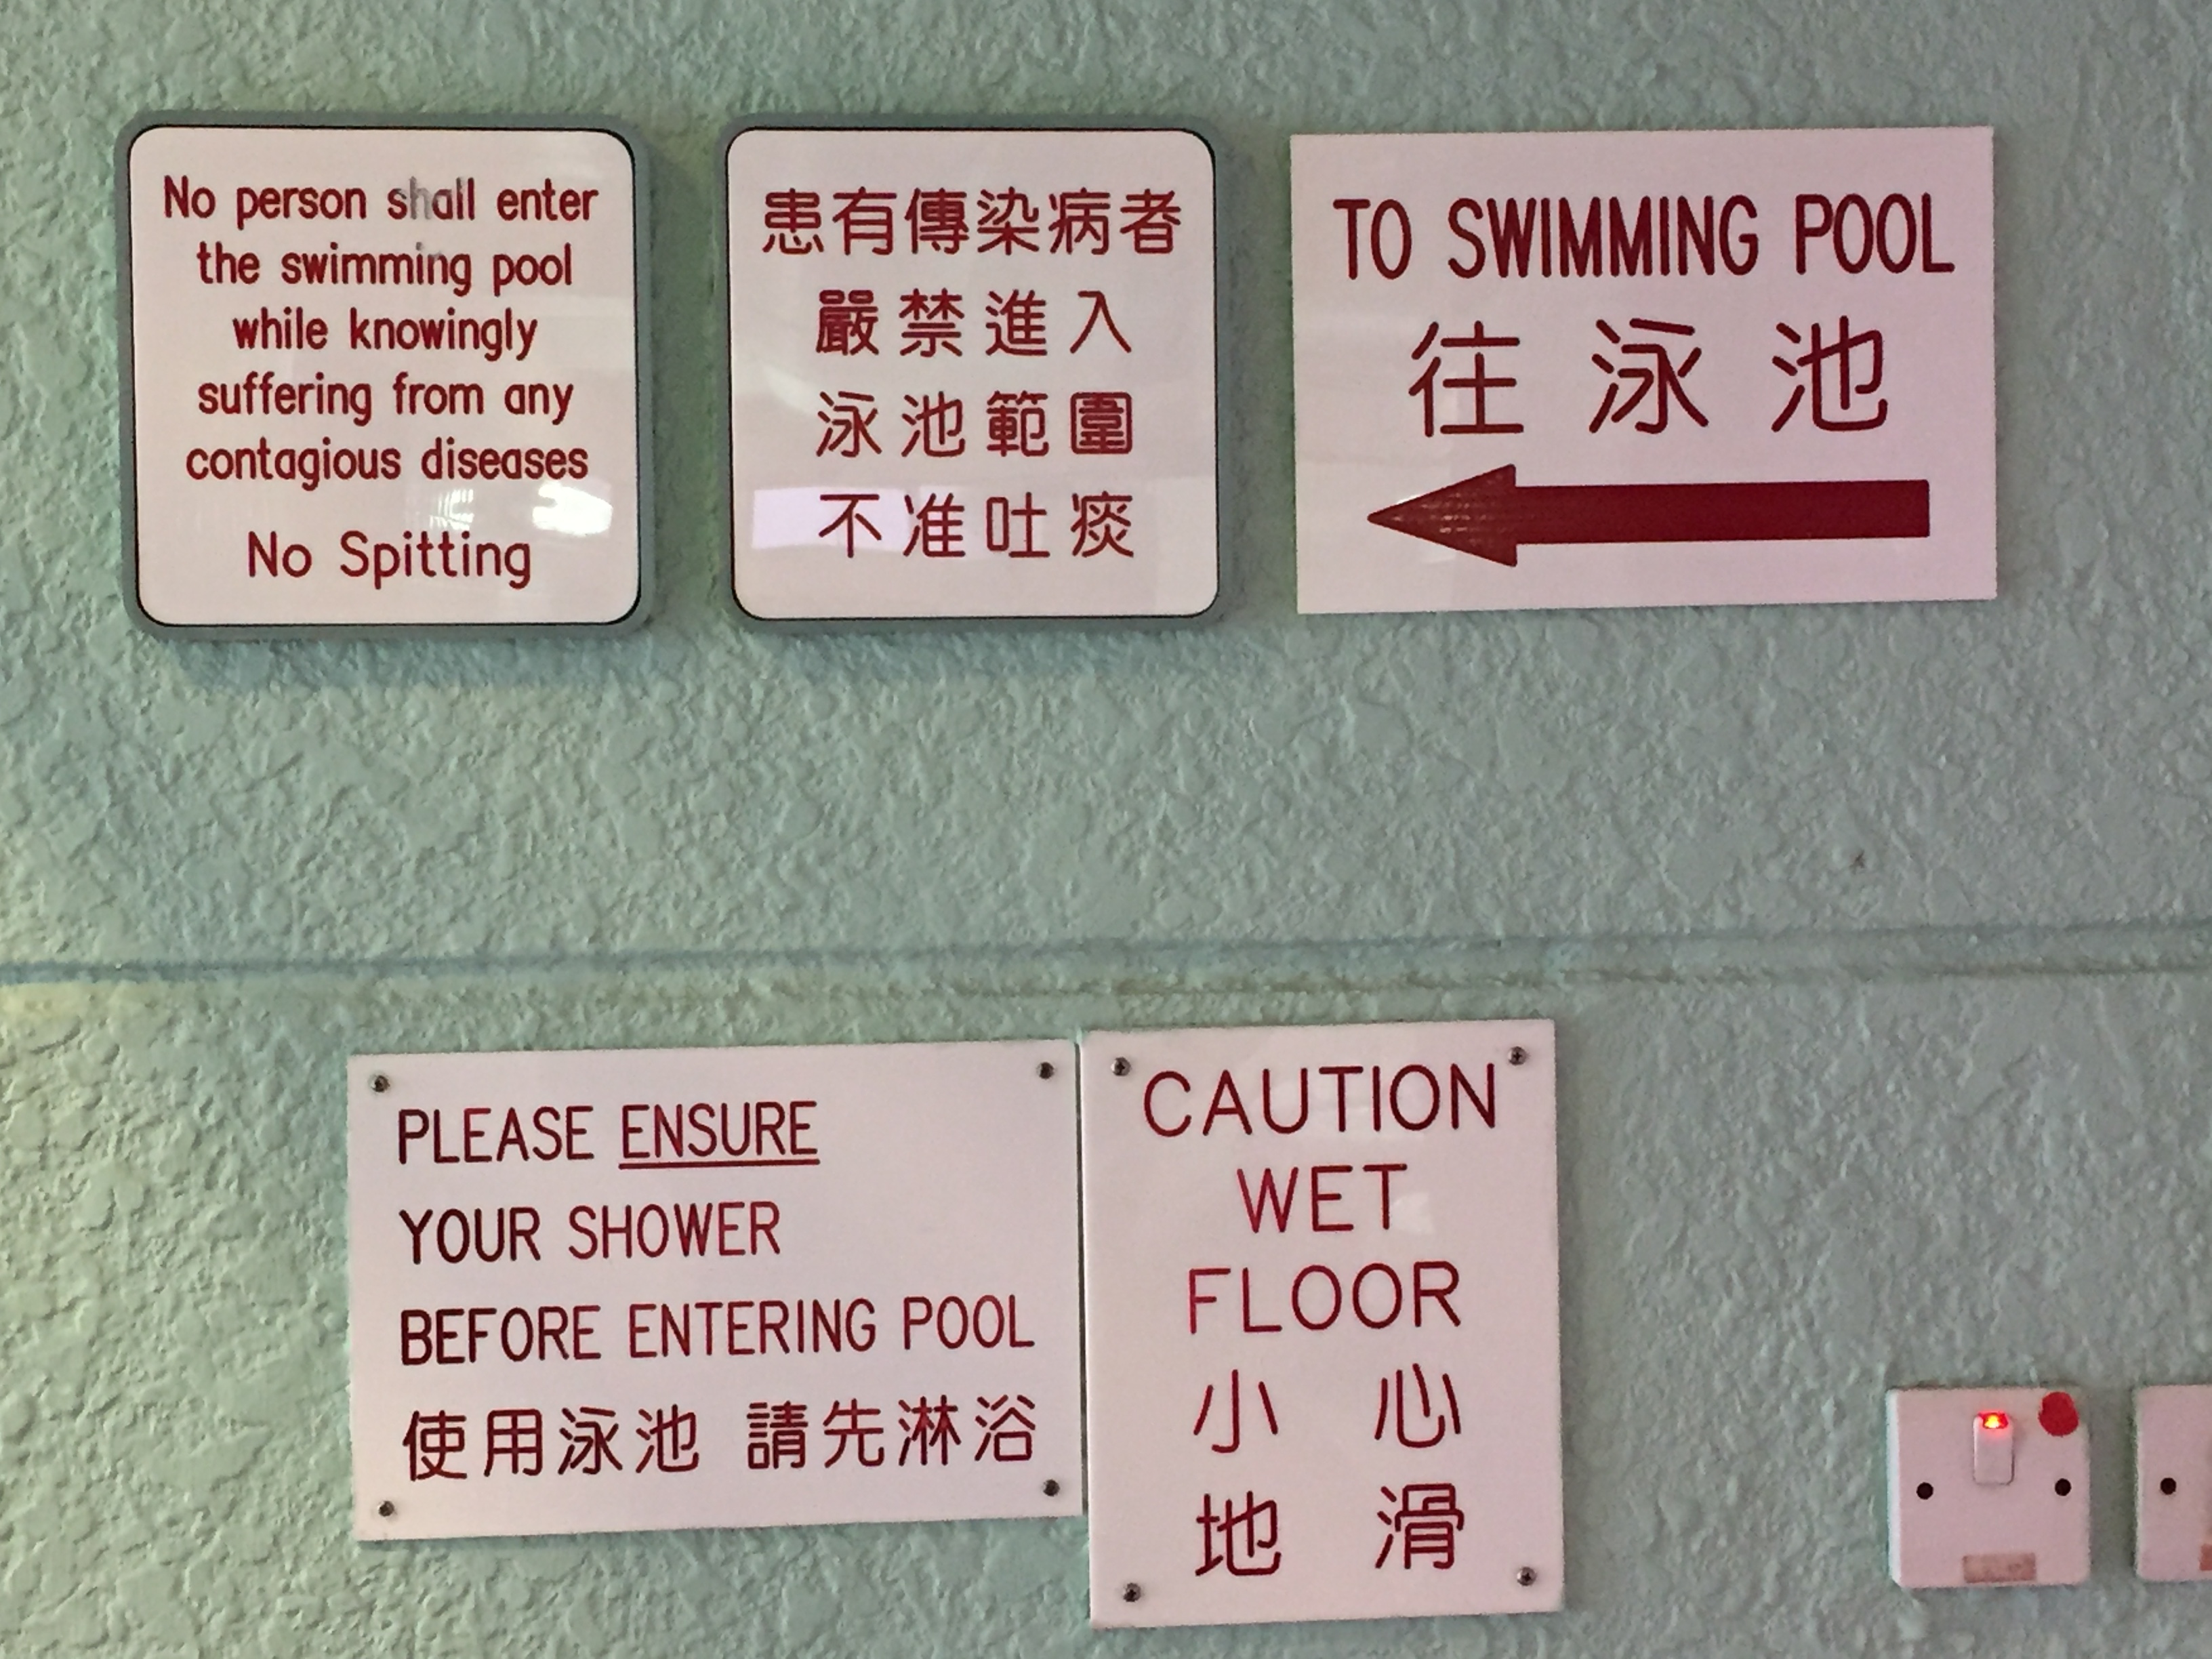 No person shall enter
the swimming pool
while knowingly
suffering from any
contagious diseases
No Spitting
患有傳染病者
嚴禁進入
泳池範圍
不准吐痰
TO SWIMMING POOL
往泳池
PLEASE ENSURE
YOUR SHOWER
BEFORE ENTERING POOL
使用泳池 請先淋浴
CAUTION
WET
FLOOR
小心
地滑